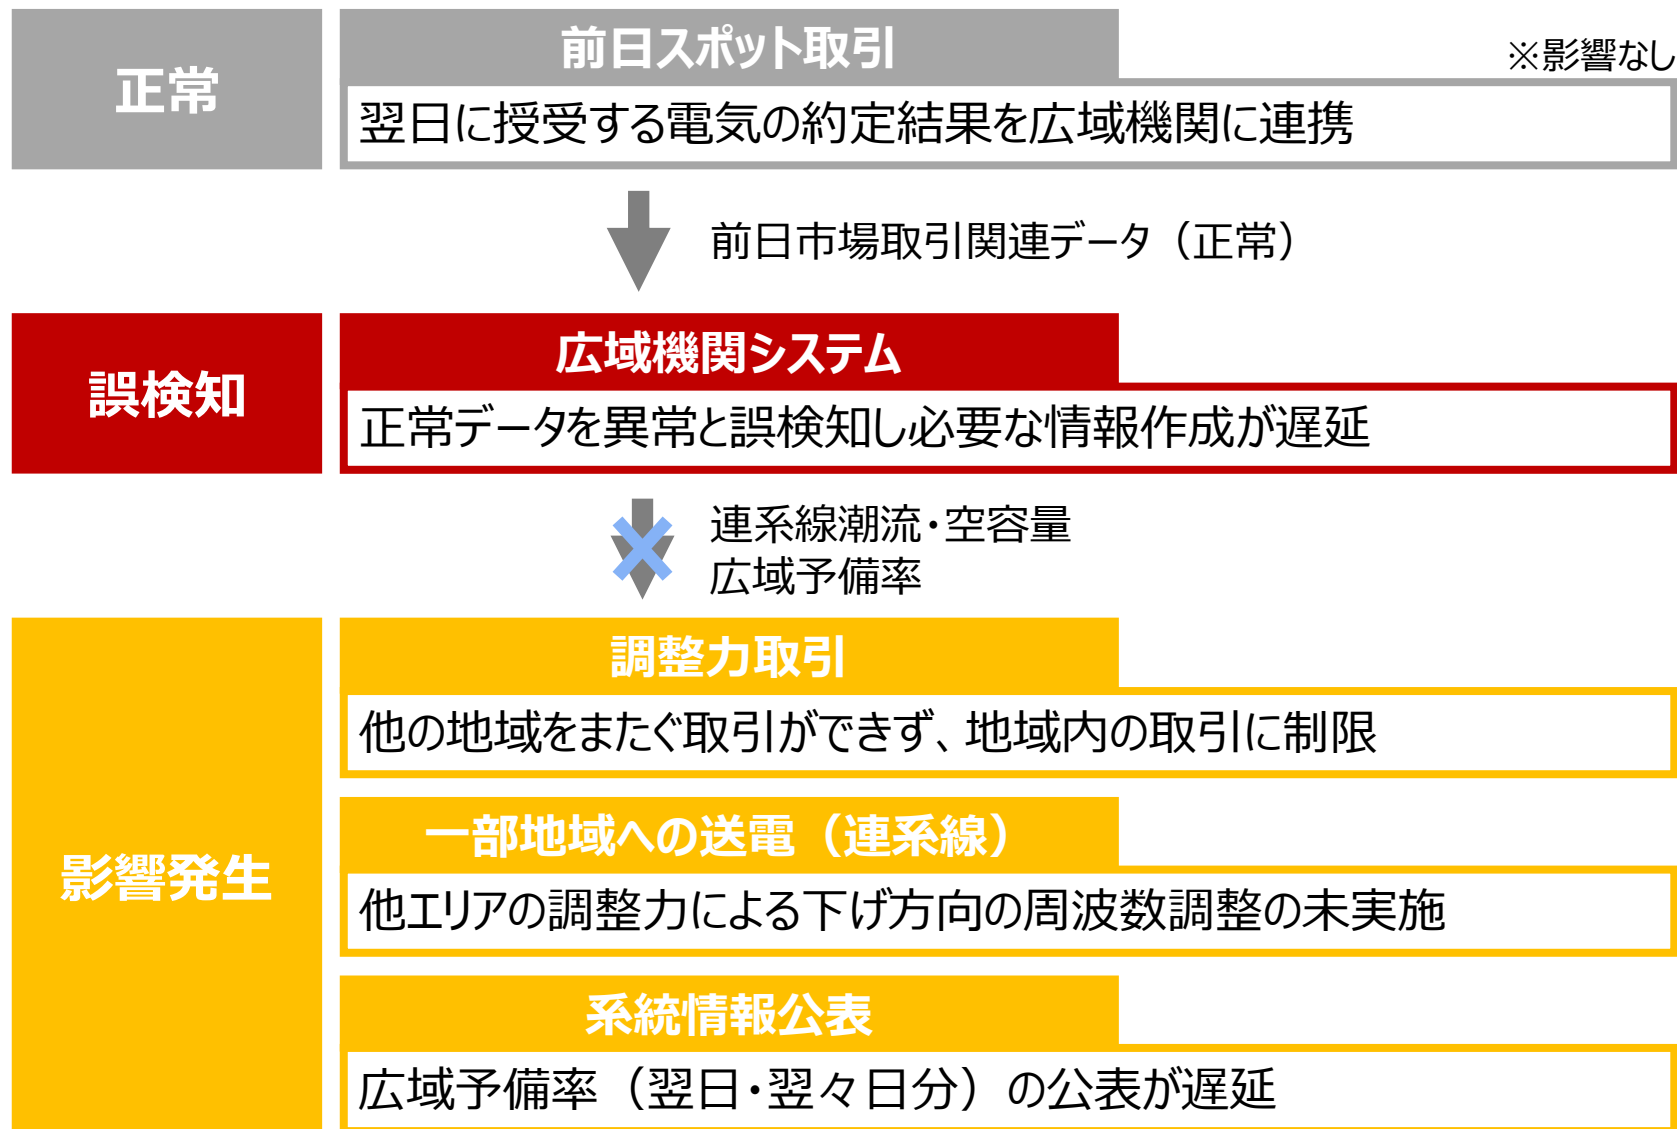 正常
前日スポット取引
※影響なし
翌日に授受する電気の約定結果を広域機関に連携
前日市場取引関連データ（正常）
誤検知
広域機関システム
正常データを異常と誤検知し必要な情報作成が遅延
連系線潮流・空容量
広域予備率
影響発生
調整力取引
他の地域をまたぐ取引ができず、地域内の取引に制限
一部地域への送電（連系線）
他エリアの調整力による下げ方向の周波数調整の未実施
系統情報公表
広域予備率（翌日・翌々日分）の公表が遅延